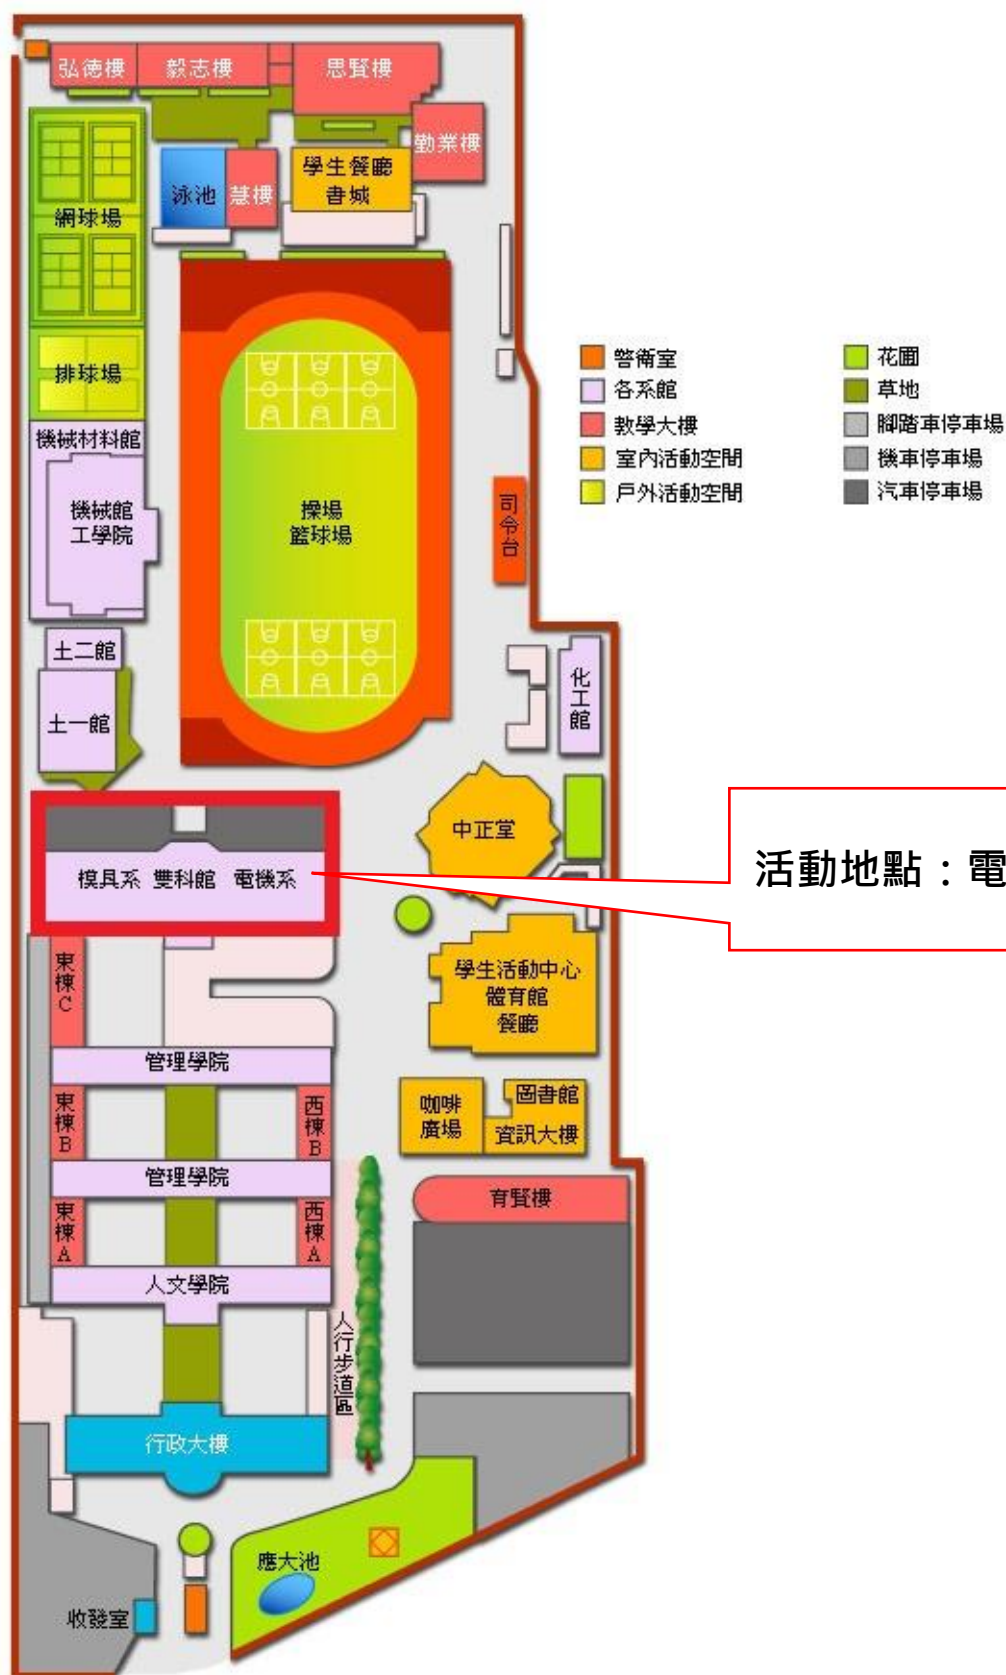 弘德樓
毅志樓
思賢樓
勤業樓
學生餐廳
書城
泳池
慧樓
網球場
排球場
機械材料館
機械館
工學院
操場
籃球場
司令台
警衛室
各系館
教學大樓
室內活動空間
戶外活動空間
花圃
草地
腳踏車停車場
機車停車場
汽車停車場
土二館
土一館
化工館
中正堂
模具系 雙科館 電機系
活動地點：電
東棟C
學生活動中心
體育館
餐廳
管理學院
東棟B
西棟B
咖啡
廣場
圖書館
資訊大樓
管理學院
東棟A
西棟A
育賢樓
人文學院
人行步道區
行政大樓
應大池
收發室